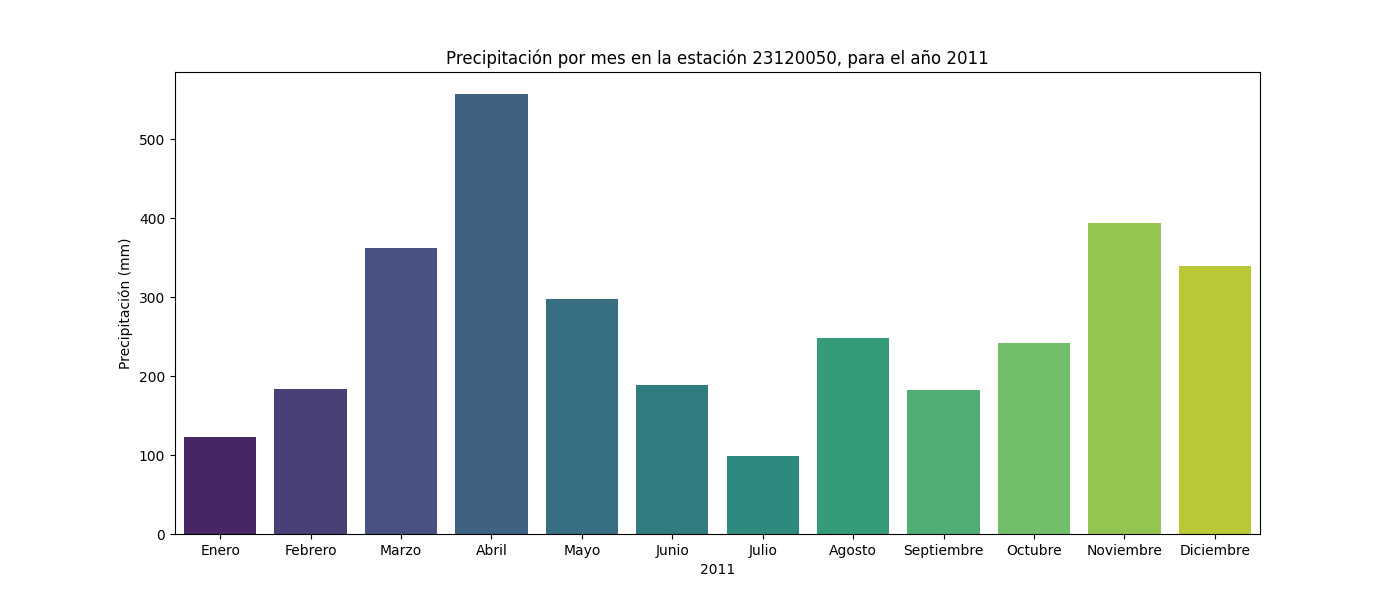 Precipitación por mes en la estación 23120050, para el año 2011
Precipitación (mm)
500
400
300
200
100
0
Enero Febrero Marzo Abril Mayo Junio Julio Agosto Septiembre Octubre Noviembre Diciembre
2011